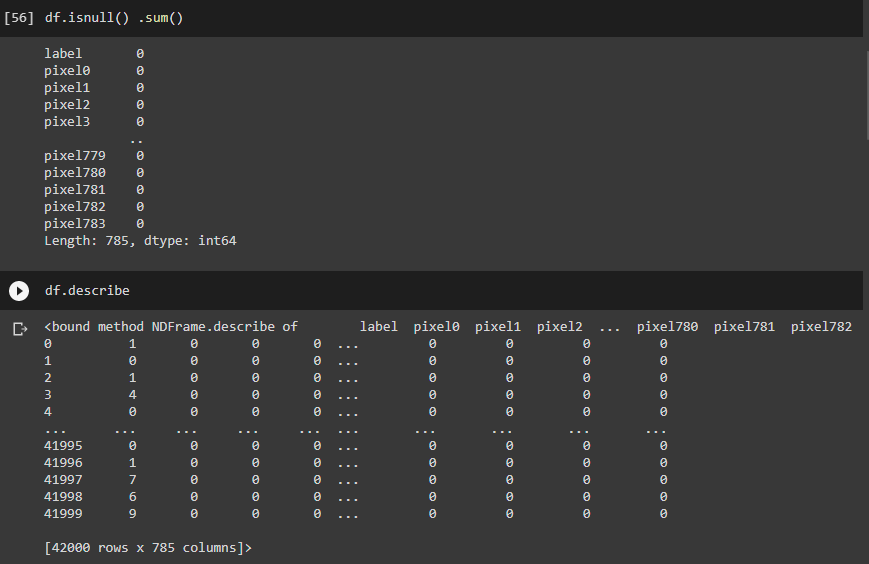 [56] df.isnull() .sum()
label 0
pixel0 0
pixel1 0
pixel2 0
pixel3 0
..
pixel779 0
pixel780 0
pixel781 0
pixel782 0
pixel783 0
Length: 785, dtype: int64
df.describe
<bound method NDFrame.describe of label pixel0 pixel1 pixel2 ... pixel780 pixel781 pixel782
0 1 0 0 0 ... 0 0 0 0
1 0 0 0 0 ... 0 0 0 0
2 1 0 0 0 ... 0 0 0 0
3 4 0 0 0 ... 0 0 0 0
4 0 0 0 0 ... 0 0 0 0
... ... ... ... ... ... ... ... ... ...
41995 0 0 0 0 ... 0 0 0 0
41996 1 0 0 0 ... 0 0 0 0
41997 7 0 0 0 ... 0 0 0 0
41998 6 0 0 0 ... 0 0 0 0
41999 9 0 0 0 ... 0 0 0 0
[42000 rows x 785 columns]>